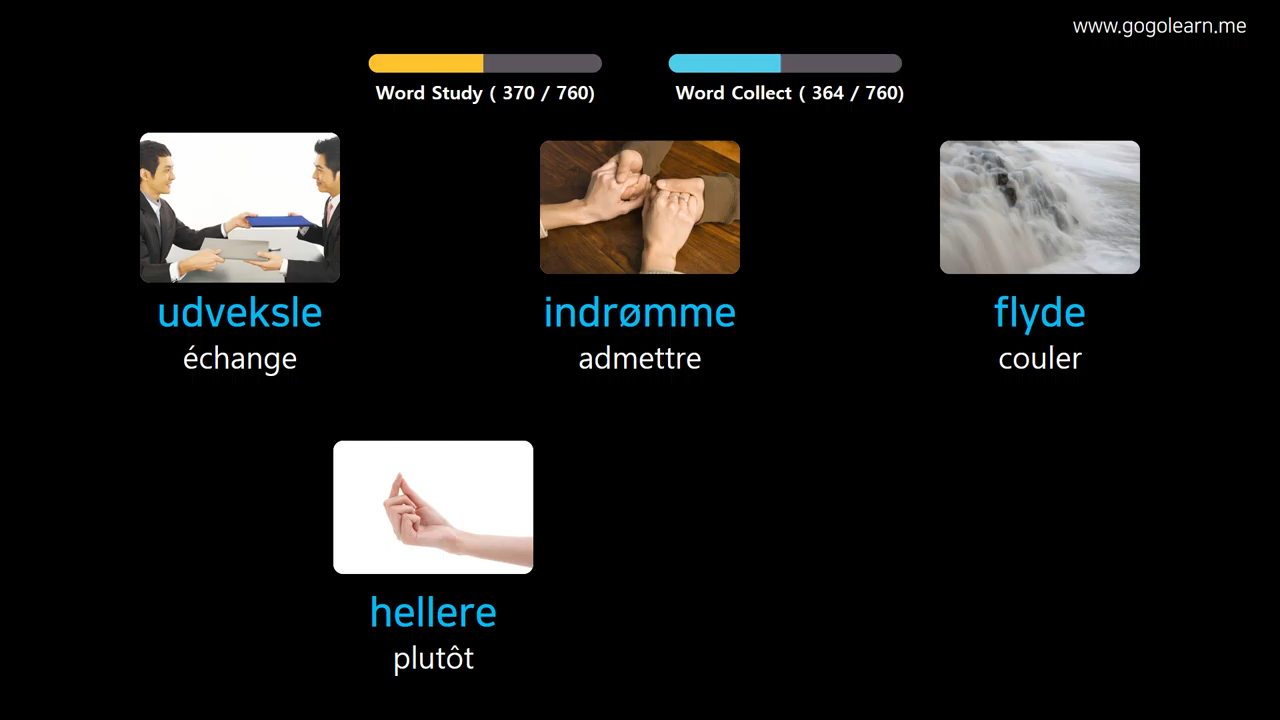 www.gogolearn.me
Word Study ( 370 / 760)
Word Collect ( 364 / 760)
udveksle
échange
indrømme
admettre
flyde
couler
hellere
plutôt